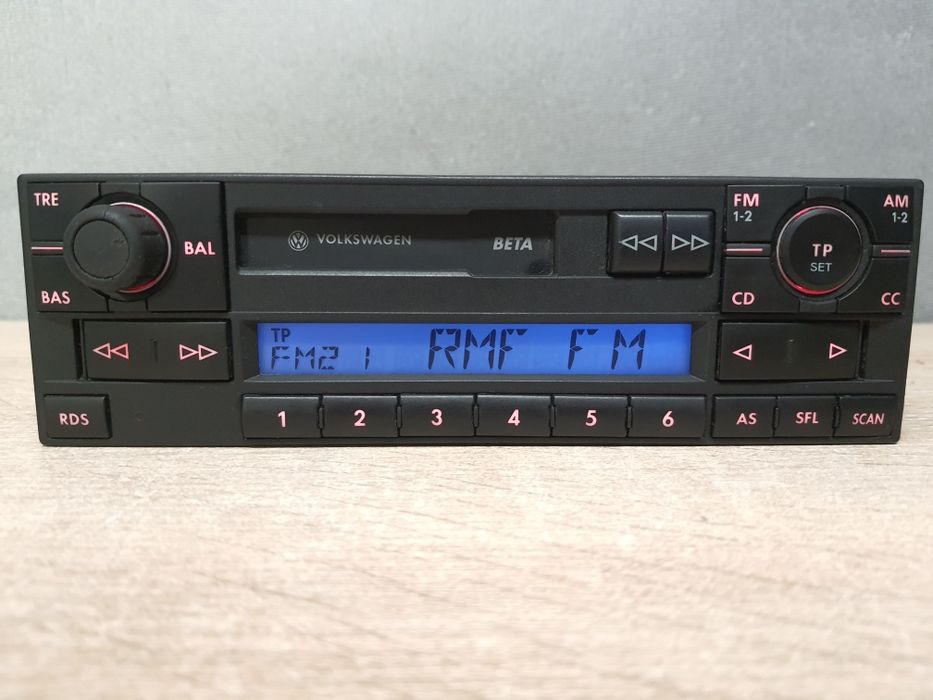 TRE
BAL
BAS
VOLKSWAGEN BETA
FM
1-2
AM
1-2
TP
SET
CD
CC
TP
FM2 1 RMF FM
RDS
1 2 3 4 5 6
AS SFL SCAN